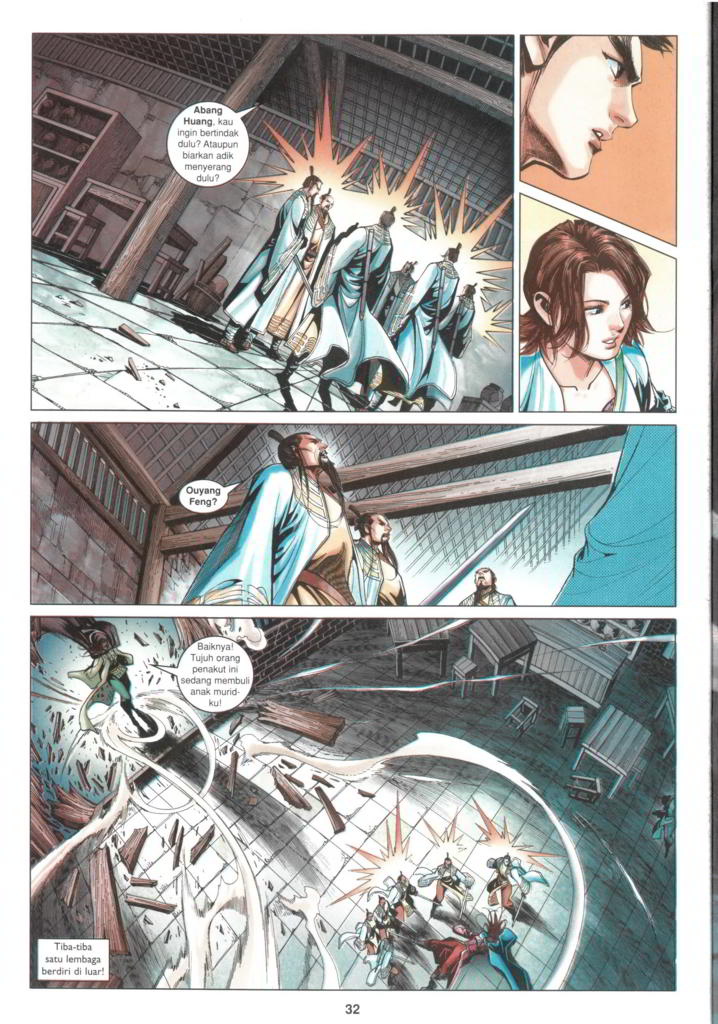 Abang
Huang, kau
ingin bertindak
dulu? Ataupun
biarkan adik
menyerang
dulu?
Ouyang
Feng?
Baiknya!
Tujuh orang
penakut ini
sedang membuli
anak murid-
ku!
Tiba-tiba
satu lembaga
berdiri di luar!
32